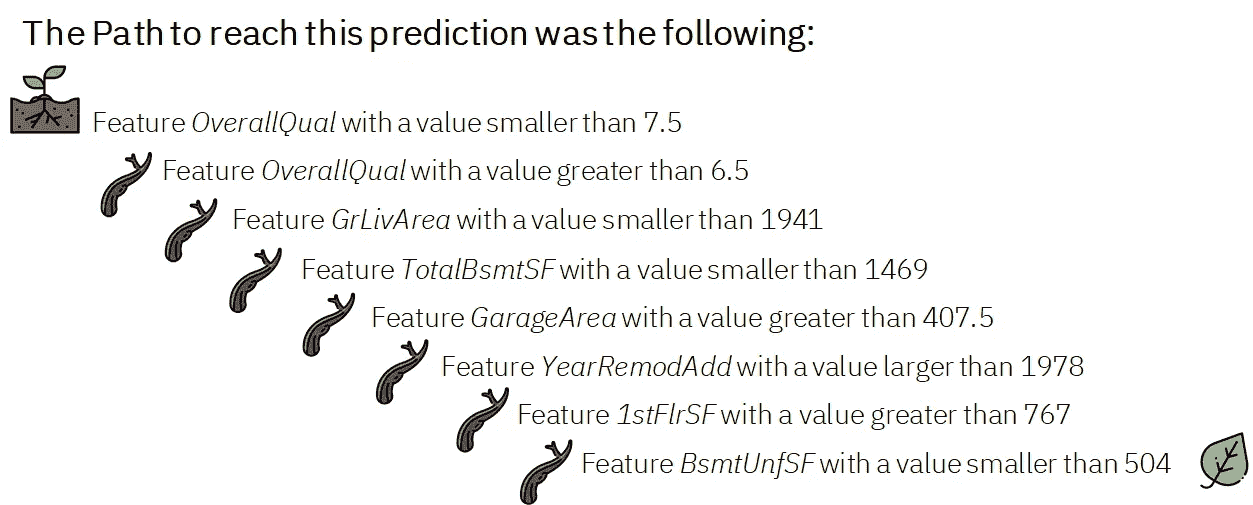 The Path to reach this prediction was the following:
Feature OverallQual with a value smaller than 7.5
Feature OverallQual with a value greater than 6.5
Feature GrLivArea with a value smaller than 1941
Feature TotalBsmtSF with a value smaller than 1469
Feature GarageArea with a value greater than 407.5
Feature YearRemodAdd with a value larger than 1978
Feature 1stFlrSF with a value greater than 767
Feature BsmtUnfSF with a value smaller than 504